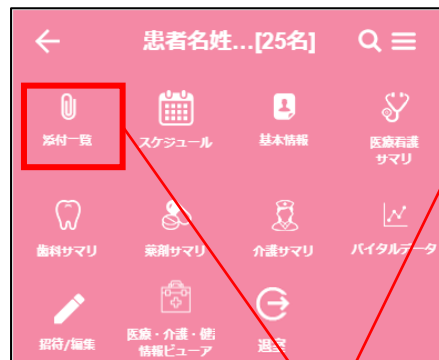 患者名姓...[25名]
添付一覧
スケジュール
基本情報
医療看護
サマリ
歯科サマリ
薬剤サマリ
介護サマリ
バイタルデータ
招待/編集
医療・介護・健
情報ビューア
退室